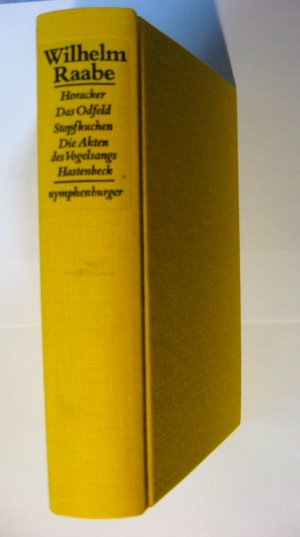 Wilhelm
Raabe
Horacker
Das Odfeld
Stopfkuchen
Die Akten
des Vogelsangs
Hastenbeck
nymphenburger